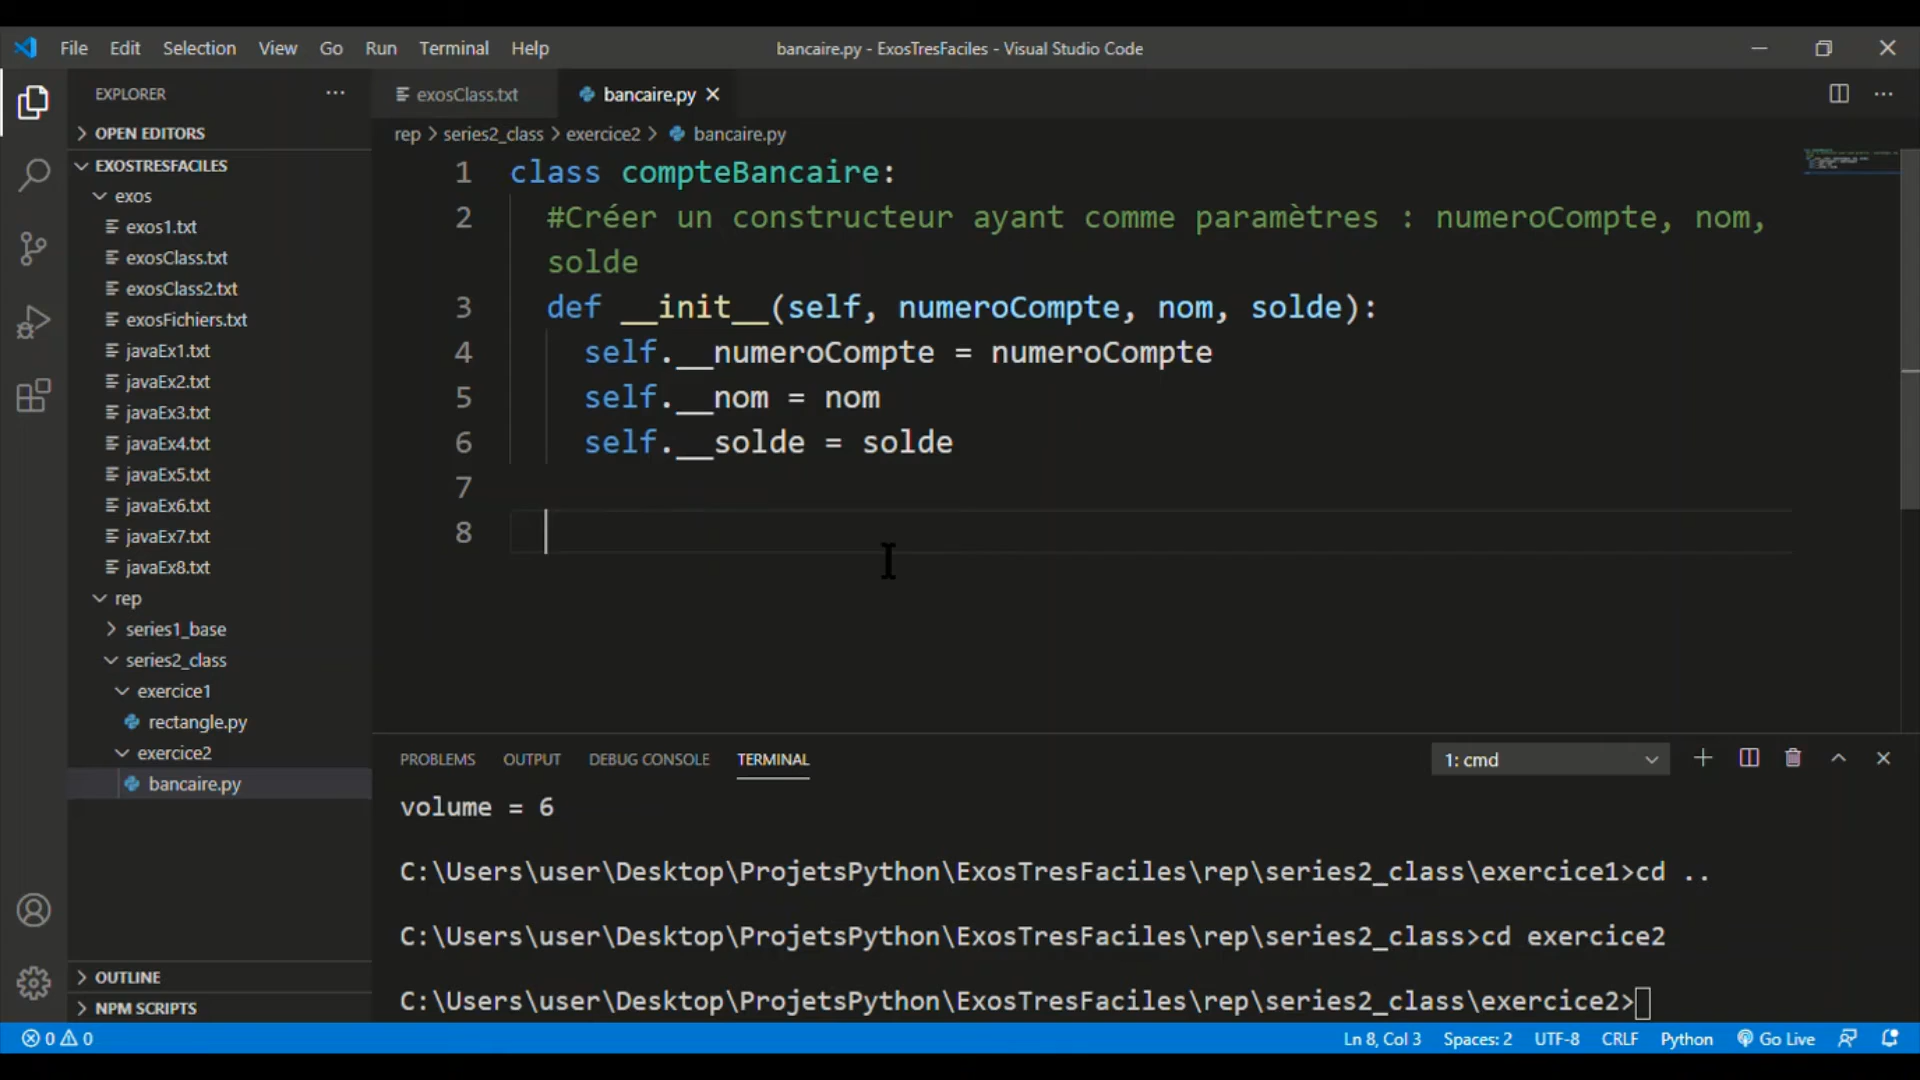 File Edit Selection View Go Run Terminal Help
bancaire.py - ExosTresFaciles - Visual Studio Code
EXPLORER
OPEN EDITORS
EXOSTRESFACILES
exos
exos1.txt
exosClass.txt
exosClass2.txt
exosFichiers.txt
javaEx1.txt
javaEx2.txt
javaEx3.txt
javaEx4.txt
javaEx5.txt
javaEx6.txt
javaEx7.txt
javaEx8.txt
rep
series1_base
series2_class
exercice1
rectangle.py
exercice2
bancaire.py
OUTLINE
NPM SCRIPTS
exosClass.txt bancaire.py
rep > series2_class > exercice2 > bancaire.py
1 class compteBancaire:
2 #Créer un constructeur ayant comme paramètres : numeroCompte, nom,
solde
3 def __init__(self, numeroCompte, nom, solde):
4 self.__numeroCompte = numeroCompte
5 self.__nom = nom
6 self.__solde = solde
7
8
PROBLEMS OUTPUT DEBUG CONSOLE TERMINAL
1: cmd
volume = 6
C:\Users\user\Desktop\ProjetsPython\ExosTresFaciles\rep\series2_class\exercice1>cd ..
C:\Users\user\Desktop\ProjetsPython\ExosTresFaciles\rep\series2_class>cd exercice2
C:\Users\user\Desktop\ProjetsPython\ExosTresFaciles\rep\series2_class\exercice2>
0 0
Ln 8, Col 3 Spaces: 2 UTF-8 CRLF Python Go Live